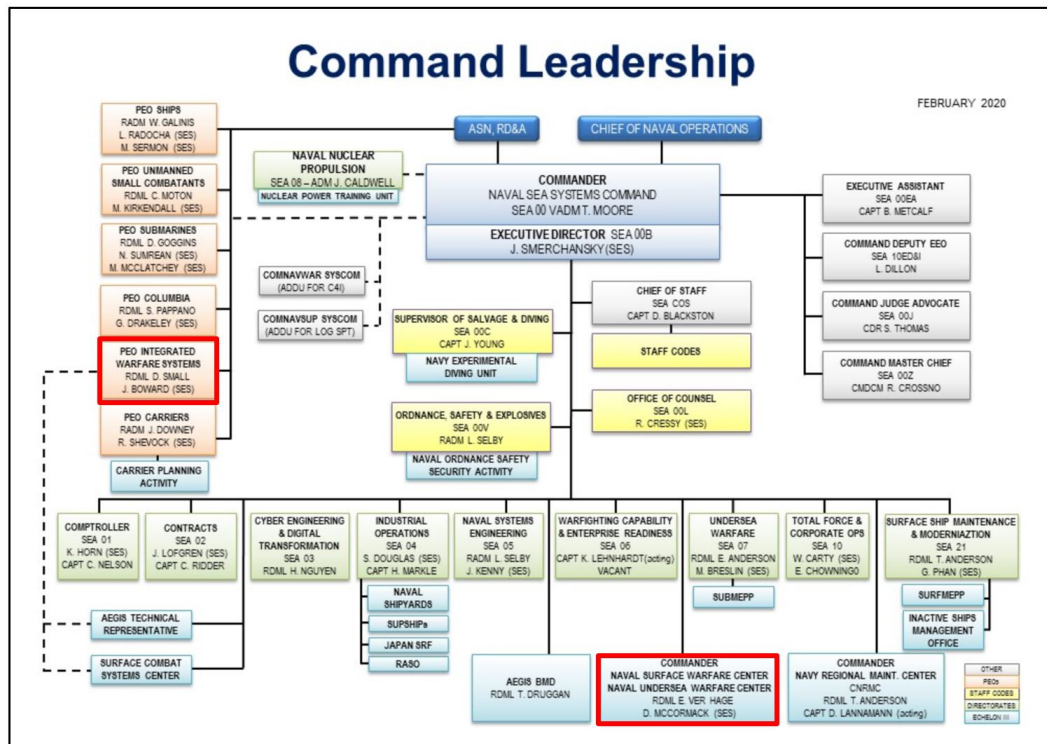 Command Leadership
FEBRUARY 2020
PEO SHIPS
RADM W. GALINIS
L. RADOCHA (SES)
M. SERMON (SES)
PEO UNMANNED
SMALL COMBATANTS
RDML C. MOTON
M. KIRKENDALL (SES)
PEO SUBMARINES
RDML D. GOGGINS
N. SUMREAN (SES)
M. MCCLATCHEY (SES)
PEO COLUMBIA
RDML S. PAPPANO
G. DRAKELEY (SES)
PEO INTEGRATED
WARFARE SYSTEMS
RDML D. SMALL
J. BOWARD (SES)
PEO CARRIERS
RADM J. DOWNEY
R. SHEVOCK (SES)
CARRIER PLANNING
ACTIVITY
ASN, RD&A
CHIEF OF NAVAL OPERATIONS
NAVAL NUCLEAR
PROPULSION
SEA 08 – ADM J. CALDWELL
NUCLEAR POWER TRAINING UNIT
COMMANDER
NAVAL SEA SYSTEMS COMMAND
SEA 00 VADM T. MOORE
EXECUTIVE DIRECTOR SEA 00B
J. SMERCHANSKY (SES)
EXECUTIVE ASSISTANT
SEA 00EA
CAPT B. METCALF
COMMAND DEPUTY EEO
SEA 10ED&I
L. DILLON
COMMAND JUDGE ADVOCATE
SEA 00J
CDR S. THOMAS
COMMAND MASTER CHIEF
SEA 00Z
CMDCM R. CROSSNO
COMNAVWAR SYSCOM
(ADDU FOR C4I)
COMNAVSUP SYSCOM
(ADDU FOR LOG SPT)
CHIEF OF STAFF
SEA COS
CAPT D. BLACKSTON
STAFF CODES
SUPERVISOR OF SALVAGE & DIVING
SEA 00C
CAPT J. YOUNG
NAVY EXPERIMENTAL
DIVING UNIT
OFFICE OF COUNSEL
SEA 00L
R. CRESSY (SES)
ORDNANCE, SAFETY & EXPLOSIVES
SEA 00V
RADM L. SELBY
NAVAL ORDNANCE SAFETY
SECURITY ACTIVITY
COMPTROLLER
SEA 01
K. HORN (SES)
CAPT C. NELSON
CONTRACTS
SEA 02
J. LOFGREN (SES)
CAPT C. RIDDER
CYBER ENGINEERING
& DIGITAL
TRANSFORMATION
SEA 03
RDML H. NGUYEN
INDUSTRIAL
OPERATIONS
SEA 04
S. DOUGLAS (SES)
CAPT H. MARKLE
NAVAL
SHIPYARDS
SUPSHIPs
JAPAN SRF
RASO
NAVAL SYSTEMS
ENGINEERING
SEA 05
RADM L. SELBY
J. KENNY (SES)
WARFIGHTING CAPABILITY
& ENTERPRISE READINESS
SEA 06
CAPT K. LEHNHARDT(acting)
VACANT
UNDERSEA
WARFARE
SEA 07
RDML E. ANDERSON
M. BRESLIN (SES)
SUBMEPP
TOTAL FORCE &
CORPORATE OPS
SEA 10
W. CARTY (SES)
E. CHOWNING0
SURFACE SHIP MAINTENANCE
& MODERNIAZTION
SEA 21
RDML T. ANDERSON
G. PHAN (SES)
SURFMEPP
INACTIVE SHIPS
MANAGEMENT
OFFICE
AEGIS TECHNICAL
REPRESENTATIVE
SURFACE COMBAT
SYSTEMS CENTER
AEGIS BMD
RDML T. DRUGGAN
COMMANDER
NAVAL SURFACE WARFARE CENTER
NAVAL UNDERSEA WARFARE CENTER
RDML E. VER HAGE
D. MCCORMACK (SES)
COMMANDER
NAVY REGIONAL MAINT. CENTER
CNRMC
RDML T. ANDERSON
CAPT D. LANNAMANN (acting)
OTHER
PEOs
STAFF CODES
DIRECTORATES
ECHELON III